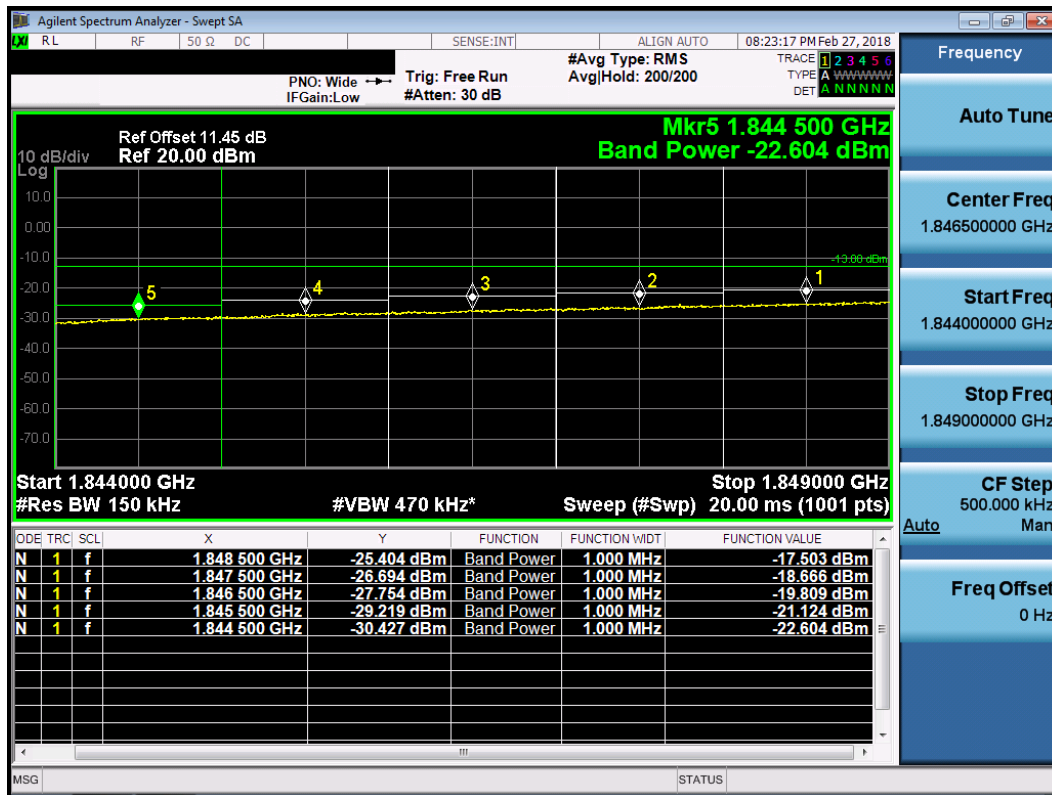 Agilent Spectrum Analyzer - Swept SA
LXI RL RF 50 Ω DC SENSE:INT ALIGN AUTO 08:23:17 PM Feb 27, 2018
PNO: Wide Trig: Free Run #Avg Type: RMS TRACE 1 2 3 4 5 6
IFGain:Low #Atten: 30 dB Avg|Hold: 200/200 TYPE A WWWWW
DET A N N N N N
Mkr5 1.844 500 GHz
Band Power -22.604 dBm
Ref Offset 11.45 dB
10 dB/div Ref 20.00 dBm
Log
10.0
0.00
-10.0
-20.0
-30.0
-40.0
-50.0
-60.0
-70.0
-13.00 dBm
5 4 3 2 1
Start 1.844000 GHz Stop 1.849000 GHz
#Res BW 150 kHz #VBW 470 kHz* Sweep (#Swp) 20.00 ms (1001 pts)
ODE TRC SCL X Y FUNCTION FUNCTION WIDT FUNCTION VALUE
N 1 f 1.848 500 GHz -25.404 dBm Band Power 1.000 MHz -17.503 dBm
N 1 f 1.847 500 GHz -26.694 dBm Band Power 1.000 MHz -18.666 dBm
N 1 f 1.846 500 GHz -27.754 dBm Band Power 1.000 MHz -19.809 dBm
N 1 f 1.845 500 GHz -29.219 dBm Band Power 1.000 MHz -21.124 dBm
N 1 f 1.844 500 GHz -30.427 dBm Band Power 1.000 MHz -22.604 dBm
MSG STATUS
Frequency
Auto Tune
Center Freq
1.846500000 GHz
Start Freq
1.844000000 GHz
Stop Freq
1.849000000 GHz
CF Step
500.000 kHz
Auto Man
Freq Offset
0 Hz